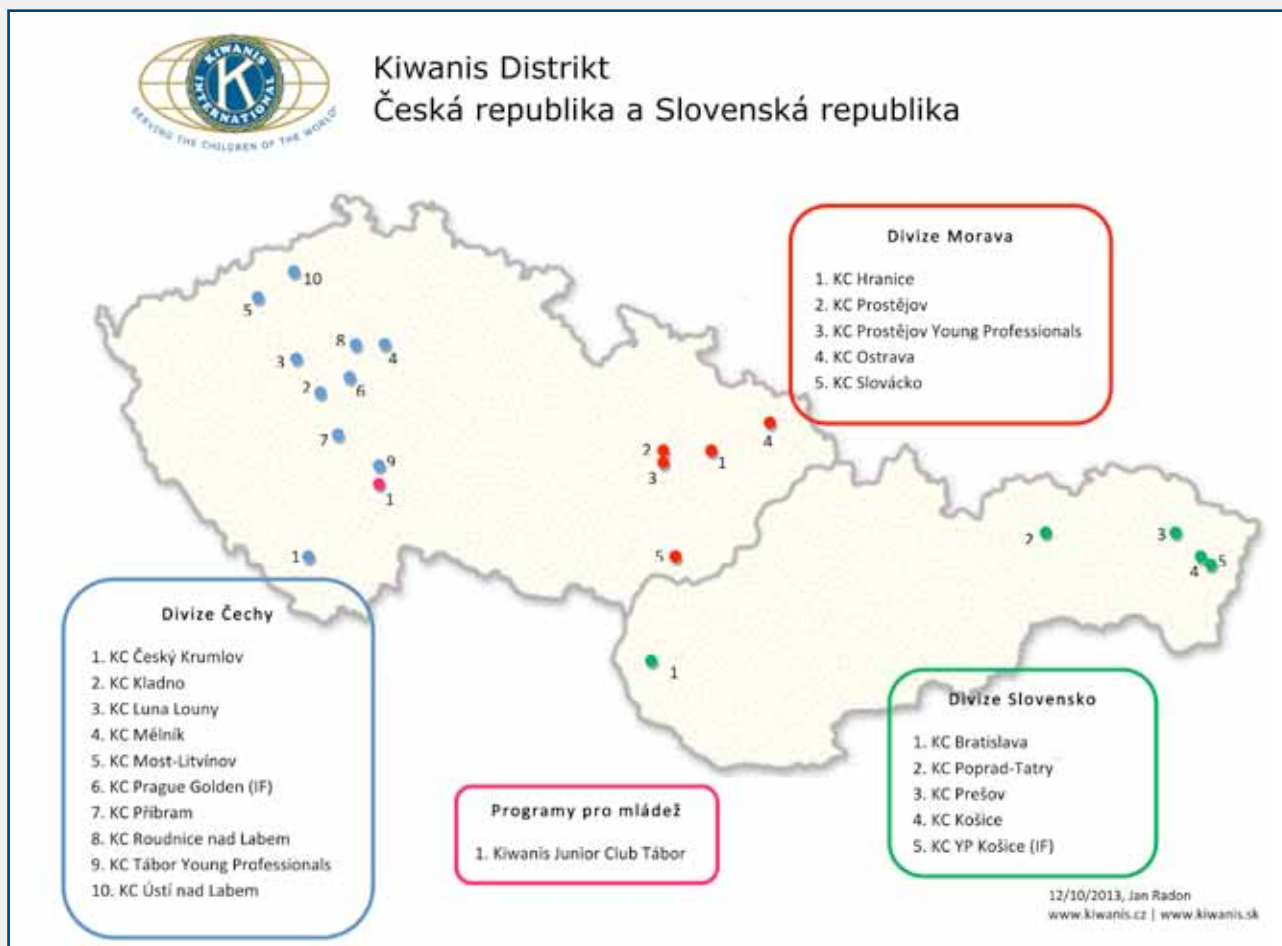 KIWANIS
INTERNATIONAL
K
SERVING THE CHILDREN OF THE WORLD
Kiwanis Distrikt
Česká republika a Slovenská republika
Divize Morava
1. KC Hranice
2. KC Prostějov
3. KC Prostějov Young Professionals
4. KC Ostrava
5. KC Slovácko
10
5
8
4
3
6
2
7
9
1
1
2
3
1
4
5
2
3
4
5
1
Divize Čechy
1. KC Český Krumlov
2. KC Kladno
3. KC Luna Louny
4. KC Mělník
5. KC Most-Litvínov
6. KC Prague Golden (IF)
7. KC Příbram
8. KC Roudnice nad Labem
9. KC Tábor Young Professionals
10. KC Ústí nad Labem
Programy pro mládež
1. Kiwanis Junior Club Tábor
Divize Slovensko
1. KC Bratislava
2. KC Poprad-Tatry
3. KC Prešov
4. KC Košice
5. KC YP Košice (IF)
12/10/2013, Jan Radon
www.kiwanis.cz | www.kiwanis.sk